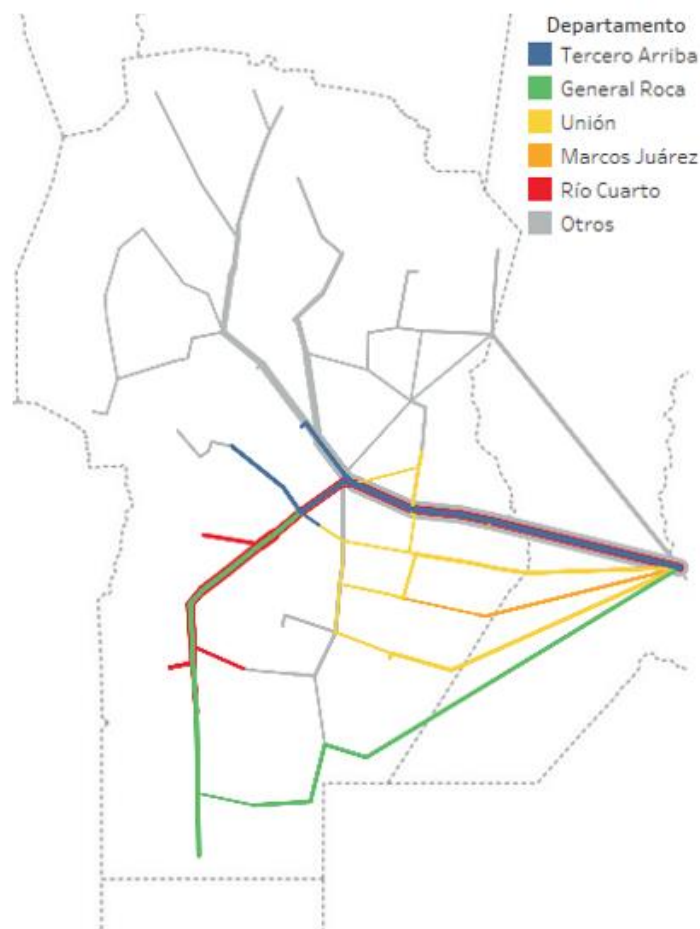 Departamento
Tercero Arriba
General Roca
Unión
Marcos Juárez
Río Cuarto
Otros